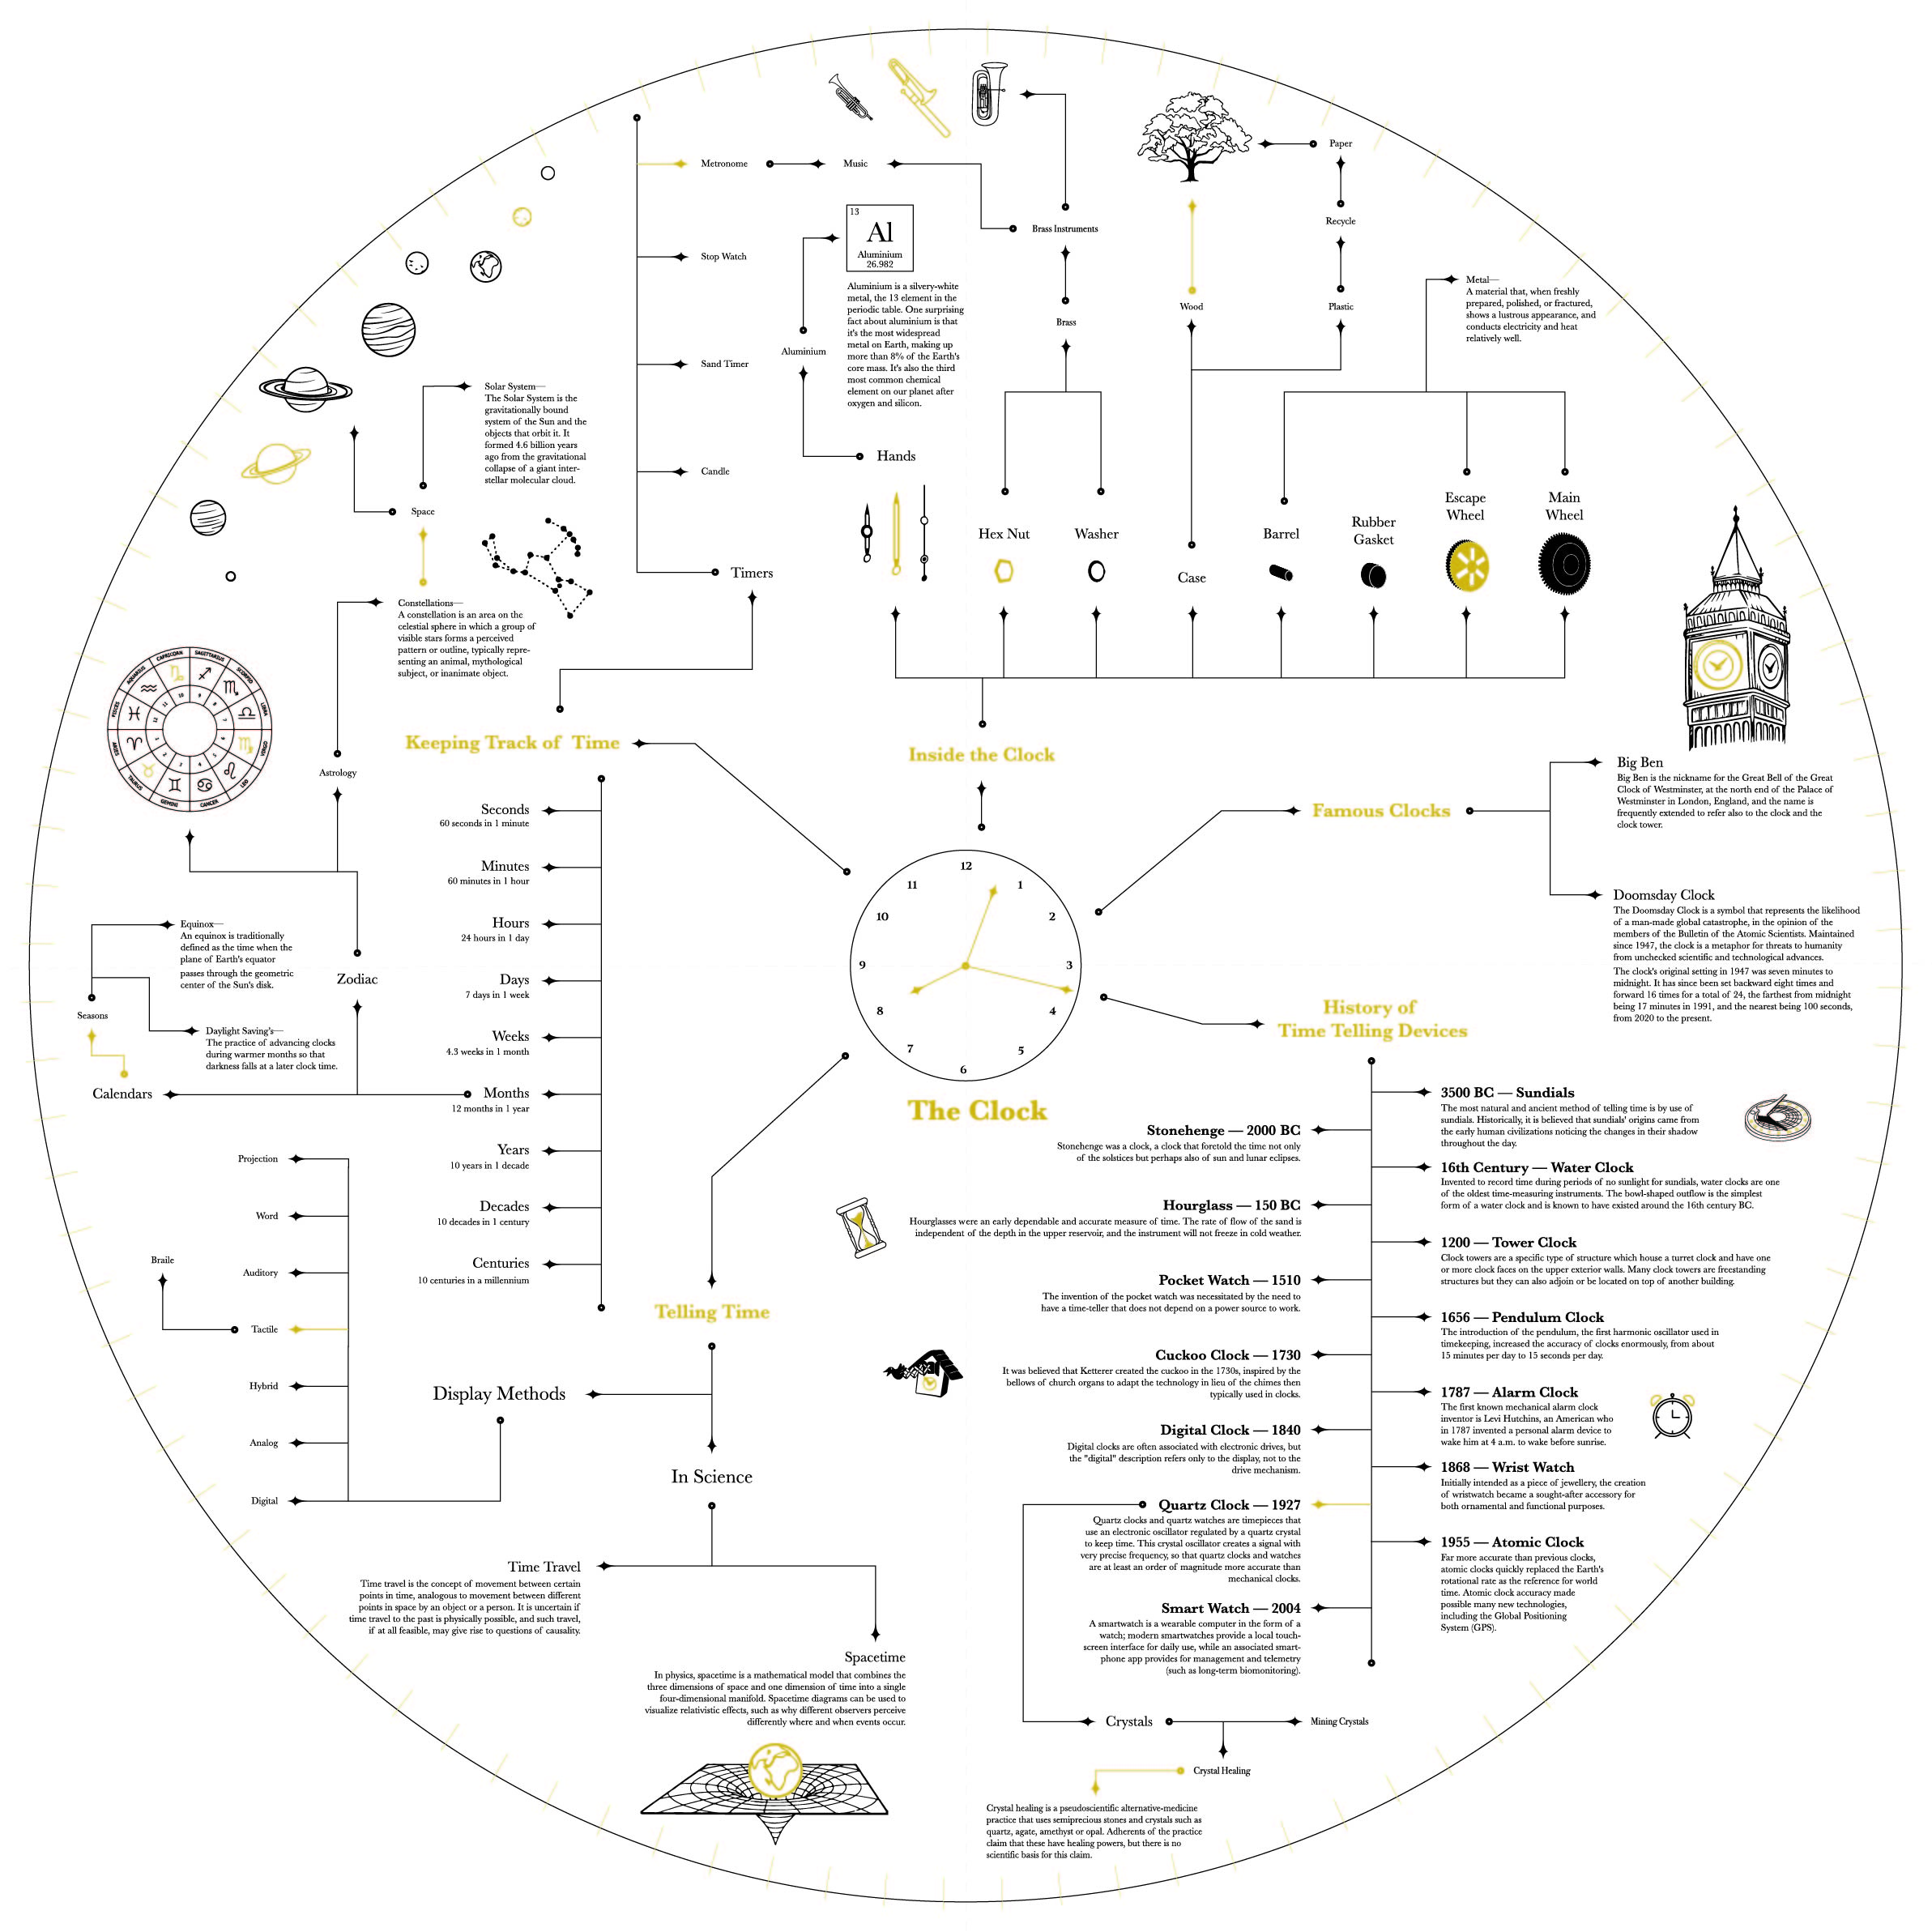 Metronome
Music
Stop Watch
Sand Timer
Candle
Timers
13
Al
Aluminium
26.982
Aluminium is a silvery-white
metal, the 13 element in the
periodic table. One surprising
fact about aluminium is that
it's the most widespread
metal on Earth, making up
more than 8% of the Earth's
core mass. It's also the third
most common chemical
element on our planet after
oxygen and silicon.
Aluminium
Hands
Brass Instruments
Brass
Hex Nut
Washer
Paper
Recycle
Plastic
Wood
Case
Metal—
A material that, when freshly
prepared, polished, or fractured,
shows a lustrous appearance, and
conducts electricity and heat
relatively well.
Barrel
Rubber
Gasket
Escape
Wheel
Main
Wheel
Solar System—
The Solar System is the
gravitationally bound
system of the Sun and the
objects that orbit it. It
formed 4.6 billion years
ago from the gravitational
collapse of a giant inter-
stellar molecular cloud.
Space
Constellations—
A constellation is an area on the
celestial sphere in which a group of
visible stars forms a perceived
pattern or outline, typically repre-
senting an animal, mythological
subject, or inanimate object.
CAPRICORN
SAGITTARIUS
SCORPIO
LIBRA
VIRGO
LEO
CANCER
GEMINI
TAURUS
ARIES
PISCES
AQUARIUS
10
9
8
7
6
5
4
3
2
1
12
11
Astrology
Zodiac
Equinox—
An equinox is traditionally
defined as the time when the
plane of Earth's equator
passes through the geometric
center of the Sun's disk.
Seasons
Daylight Saving's—
The practice of advancing clocks
during warmer months so that
darkness falls at a later clock time.
Calendars
Keeping Track of Time
Seconds
60 seconds in 1 minute
Minutes
60 minutes in 1 hour
Hours
24 hours in 1 day
Days
7 days in 1 week
Weeks
4.3 weeks in 1 month
Months
12 months in 1 year
Years
10 years in 1 decade
Decades
10 decades in 1 century
Centuries
10 centuries in a millennium
Inside the Clock
12
1
2
3
4
5
6
7
8
9
10
11
The Clock
Famous Clocks
Big Ben
Big Ben is the nickname for the Great Bell of the Great
Clock of Westminster, at the north end of the Palace of
Westminster in London, England, and the name is
frequently extended to refer also to the clock and the
clock tower.
Doomsday Clock
The Doomsday Clock is a symbol that represents the likelihood
of a man-made global catastrophe, in the opinion of the
members of the Bulletin of the Atomic Scientists. Maintained
since 1947, the clock is a metaphor for threats to humanity
from unchecked scientific and technological advances.
The clock's original setting in 1947 was seven minutes to
midnight. It has since been set backward eight times and
forward 16 times for a total of 24, the farthest from midnight
being 17 minutes in 1991, and the nearest being 100 seconds,
from 2020 to the present.
History of
Time Telling Devices
3500 BC — Sundials
The most natural and ancient method of telling time is by use of
sundials. Historically, it is believed that sundials' origins came from
the early human civilizations noticing the changes in their shadow
throughout the day.
Stonehenge — 2000 BC
Stonehenge was a clock, a clock that foretold the time not only
of the solstices but perhaps also of sun and lunar eclipses.
16th Century — Water Clock
Invented to record time during periods of no sunlight for sundials, water clocks are one
of the oldest time-measuring instruments. The bowl-shaped outflow is the simplest
form of a water clock and is known to have existed around the 16th century BC.
Hourglass — 150 BC
Hourglasses were an early dependable and accurate measure of time. The rate of flow of the sand is
independent of the depth in the upper reservoir, and the instrument will not freeze in cold weather.
1200 — Tower Clock
Clock towers are a specific type of structure which house a turret clock and have one
or more clock faces on the upper exterior walls. Many clock towers are freestanding
structures but they can also adjoin or be located on top of another building.
Pocket Watch — 1510
The invention of the pocket watch was necessitated by the need to
have a time-teller that does not depend on a power source to work.
1656 — Pendulum Clock
The introduction of the pendulum, the first harmonic oscillator used in
timekeeping, increased the accuracy of clocks enormously, from about
15 minutes per day to 15 seconds per day.
Cuckoo Clock — 1730
It was believed that Ketterer created the cuckoo in the 1730s, inspired by the
bellows of church organs to adapt the technology in lieu of the chimes then
typically used in clocks.
1787 — Alarm Clock
The first known mechanical alarm clock
inventor is Levi Hutchins, an American who
in 1787 invented a personal alarm device to
wake him at 4 a.m. to wake before sunrise.
Digital Clock — 1840
Digital clocks are often associated with electronic drives, but
the "digital" description refers only to the display, not to the
drive mechanism.
1868 — Wrist Watch
Initially intended as a piece of jewellery, the creation
of wristwatch became a sought-after accessory for
both ornamental and functional purposes.
Quartz Clock — 1927
Quartz clocks and quartz watches are timepieces that
use an electronic oscillator regulated by a quartz crystal
to keep time. This crystal oscillator creates a signal with
very precise frequency, so that quartz clocks and watches
are at least an order of magnitude more accurate than
mechanical clocks.
1955 — Atomic Clock
Far more accurate than previous clocks,
atomic clocks quickly replaced the Earth's
rotational rate as the reference for world
time. Atomic clock accuracy made
possible many new technologies,
including the Global Positioning
System (GPS).
Smart Watch — 2004
A smartwatch is a wearable computer in the form of a
watch; modern smartwatches provide a local touch-
screen interface for daily use, while an associated smart-
phone app provides for management and telemetry
(such as long-term biomonitoring).
Crystals
Mining Crystals
Crystal Healing
Crystal healing is a pseudoscientific alternative-medicine
practice that uses semiprecious stones and crystals such as
quartz, agate, amethyst or opal. Adherents of the practice
claim that these have healing powers, but there is no
scientific basis for this claim.
Telling Time
Display Methods
Projection
Word
Auditory
Braile
Tactile
Hybrid
Analog
Digital
In Science
Time Travel
Time travel is the concept of movement between certain
points in time, analogous to movement between different
points in space by an object or a person. It is uncertain if
time travel to the past is physically possible, and such travel,
if at all feasible, may give rise to questions of causality.
Spacetime
In physics, spacetime is a mathematical model that combines the
three dimensions of space and one dimension of time into a single
four-dimensional manifold. Spacetime diagrams can be used to
visualize relativistic effects, such as why different observers perceive
differently where and when events occur.